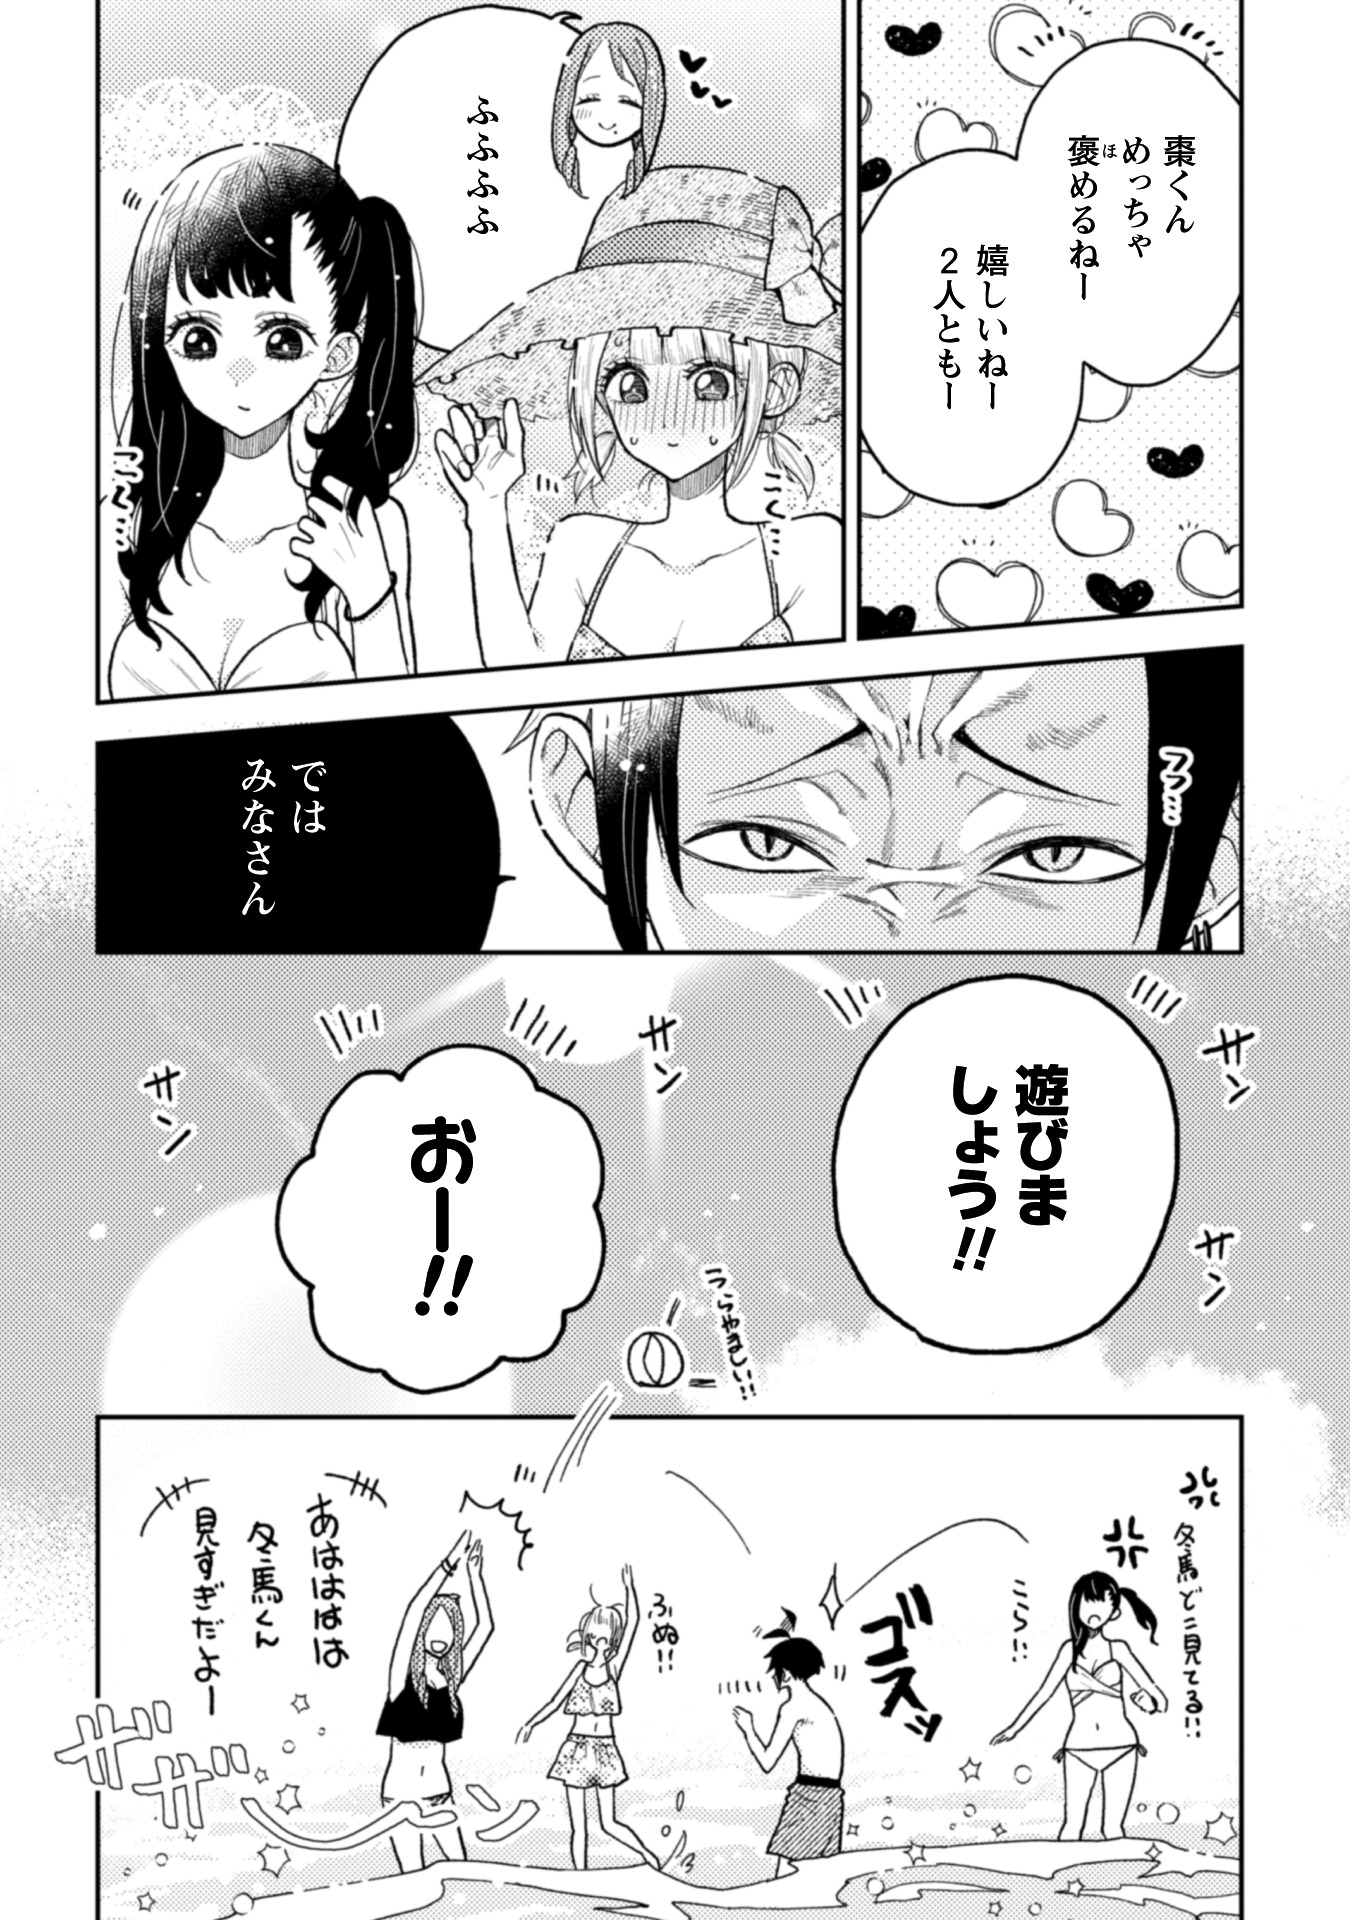 棗くん
めっちゃ
褒めるねー
ほ
嬉しいねー
2人ともー
ふふふふ
こく…
こく…
フフ…
では
みなさん
遊びま
しょう!!
おー!!
サン
サン
サン
サン
うらやましい!!
冬馬どこ見てる!!
こら!!
ゴスッ
ふぬ!!
あはははは
冬馬くん
見すぎだよー
ザザーン